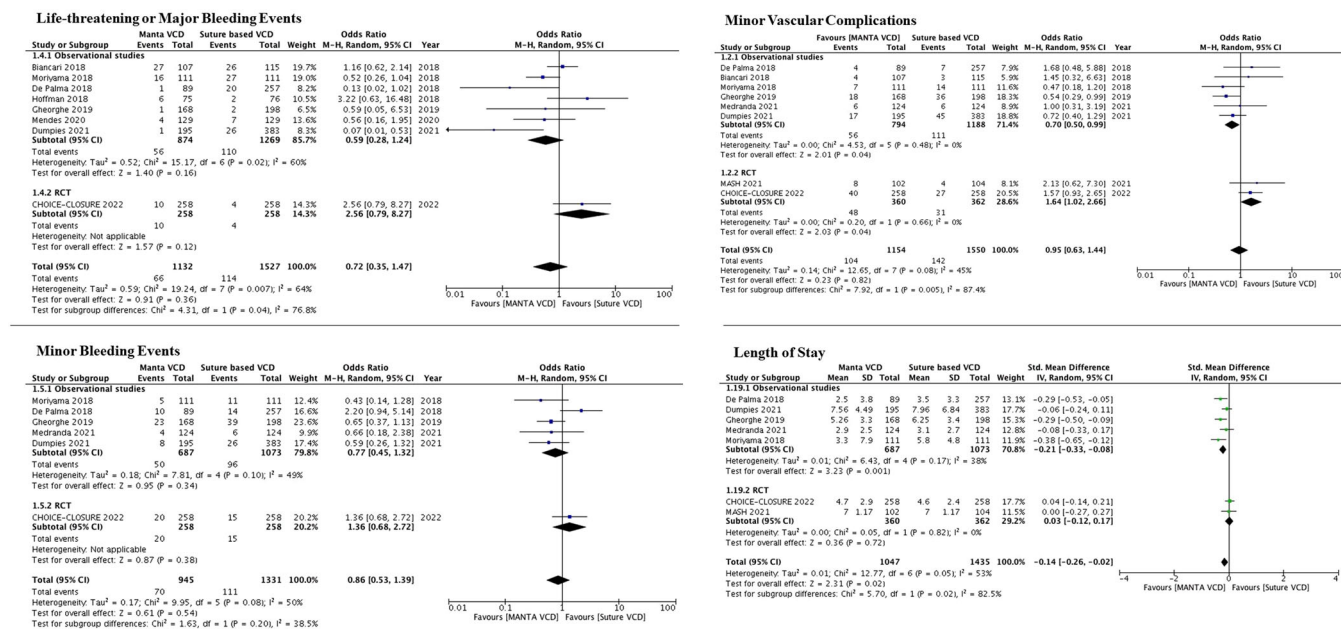 Life-threatening or Major Bleeding Events
Manta VCD Suture based VCD Odds Ratio Odds Ratio
Study or Subgroup Events Total Events Total Weight M-H, Random, 95% CI Year M-H, Random, 95% CI
1.4.1 Observational studies
Biancari 2018 27 107 26 115 19.7% 1.16 [0.62, 2.14] 2018
Moriyama 2018 16 111 27 111 19.0% 0.52 [0.26, 1.04] 2018
De Palma 2018 1 89 20 257 8.2% 0.13 [0.02, 1.02] 2018
Hoffman 2018 6 75 2 76 10.5% 3.22 [0.63, 16.48] 2018
Gheorghe 2019 1 168 2 198 6.5% 0.59 [0.05, 6.53] 2019
Mendes 2020 4 129 7 129 13.6% 0.56 [0.16, 1.95] 2020
Dumpies 2021 1 195 26 383 8.3% 0.07 [0.01, 0.53] 2021
Subtotal (95% CI) 874 1269 85.7% 0.59 [0.28, 1.24]
Total events 56 110
Heterogeneity: Tau² = 0.52; Chi² = 15.17, df = 6 (P = 0.02); I² = 60%
Test for overall effect: Z = 1.40 (P = 0.16)
1.4.2 RCT
CHOICE-CLOSURE 2022 10 258 4 258 14.3% 2.56 [0.79, 8.27] 2022
Subtotal (95% CI) 258 258 14.3% 2.56 [0.79, 8.27]
Total events 10 4
Heterogeneity: Not applicable
Test for overall effect: Z = 1.57 (P = 0.12)
Total (95% CI) 1132 1527 100.0% 0.72 [0.35, 1.47]
Total events 66 114
Heterogeneity: Tau² = 0.59; Chi² = 19.24, df = 7 (P = 0.007); I² = 64%
Test for overall effect: Z = 0.91 (P = 0.36)
Test for subgroup differences: Chi² = 4.31, df = 1 (P = 0.04), I² = 76.8%
0.01 0.1 1 10 100
Favours [MANTA VCD] Favours [Suture VCD]
Minor Vascular Complications
Favours [MANTA VCD] Suture based VCD Odds Ratio Odds Ratio
Study or Subgroup Events Total Events Total Weight M-H, Random, 95% CI Year M-H, Random, 95% CI
1.2.1 Observational studies
De Palma 2018 4 89 7 257 7.9% 1.68 [0.48, 5.88] 2018
Biancari 2018 4 107 3 115 5.9% 1.45 [0.32, 6.63] 2018
Moriyama 2018 7 111 14 111 12.0% 0.47 [0.18, 1.20] 2018
Gheorghe 2019 18 168 36 198 18.6% 0.54 [0.29, 0.99] 2019
Medranda 2021 6 124 6 124 8.9% 1.00 [0.31, 3.19] 2021
Dumpies 2021 17 195 45 383 18.8% 0.72 [0.40, 1.29] 2021
Subtotal (95% CI) 794 1188 71.4% 0.70 [0.50, 0.99]
Total events 56 111
Heterogeneity: Tau² = 0.00; Chi² = 4.53, df = 5 (P = 0.48); I² = 0%
Test for overall effect: Z = 2.01 (P = 0.04)
1.2.2 RCT
MASH 2021 8 102 4 104 8.1% 2.13 [0.62, 7.30] 2021
CHOICE-CLOSURE 2022 40 258 27 258 20.5% 1.57 [0.93, 2.65] 2022
Subtotal (95% CI) 360 362 28.6% 1.64 [1.02, 2.66]
Total events 48 31
Heterogeneity: Tau² = 0.00; Chi² = 0.20, df = 1 (P = 0.66); I² = 0%
Test for overall effect: Z = 2.03 (P = 0.04)
Total (95% CI) 1154 1550 100.0% 0.95 [0.63, 1.44]
Total events 104 142
Heterogeneity: Tau² = 0.14; Chi² = 12.65, df = 7 (P = 0.08); I² = 45%
Test for overall effect: Z = 0.23 (P = 0.82)
Test for subgroup differences: Chi² = 7.92, df = 1 (P = 0.005), I² = 87.4%
0.01 0.1 1 10 100
Favours [MANTA VCD] Favours [Suture VCD]
Minor Bleeding Events
Manta VCD Suture based VCD Odds Ratio Odds Ratio
Study or Subgroup Events Total Events Total Weight M-H, Random, 95% CI Year M-H, Random, 95% CI
1.5.1 Observational studies
Moriyama 2018 5 111 11 111 12.4% 0.43 [0.14, 1.28] 2018
De Palma 2018 10 89 14 257 16.6% 2.20 [0.94, 5.14] 2018
Gheorghe 2019 23 168 39 198 23.5% 0.65 [0.37, 1.13] 2019
Medranda 2021 4 124 6 124 9.9% 0.66 [0.18, 2.38] 2021
Dumpies 2021 8 195 26 383 17.4% 0.59 [0.26, 1.32] 2021
Subtotal (95% CI) 687 1073 79.8% 0.77 [0.45, 1.32]
Total events 50 96
Heterogeneity: Tau² = 0.18; Chi² = 7.81, df = 4 (P = 0.10); I² = 49%
Test for overall effect: Z = 0.95 (P = 0.34)
1.5.2 RCT
CHOICE-CLOSURE 2022 20 258 15 258 20.2% 1.36 [0.68, 2.72] 2022
Subtotal (95% CI) 258 258 20.2% 1.36 [0.68, 2.72]
Total events 20 15
Heterogeneity: Not applicable
Test for overall effect: Z = 0.87 (P = 0.38)
Total (95% CI) 945 1331 100.0% 0.86 [0.53, 1.39]
Total events 70 111
Heterogeneity: Tau² = 0.17; Chi² = 9.95, df = 5 (P = 0.08); I² = 50%
Test for overall effect: Z = 0.61 (P = 0.54)
Test for subgroup differences: Chi² = 1.63, df = 1 (P = 0.20), I² = 38.5%
0.01 0.1 1 10 100
Favours [MANTA VCD] Favours [Suture VCD]
Length of Stay
Manta VCD Suture based VCD Std. Mean Difference Std. Mean Difference
Study or Subgroup Mean SD Total Mean SD Total Weight IV, Random, 95% CI IV, Random, 95% CI
1.19.1 Observational studies
De Palma 2018 2.5 3.8 89 3.5 3.3 257 13.1% -0.29 [-0.53, -0.05]
Dumpies 2021 7.56 4.49 195 7.96 6.84 383 17.7% -0.06 [-0.24, 0.11]
Gheorghe 2019 5.26 3.3 168 6.25 3.4 198 15.6% -0.29 [-0.50, -0.09]
Medranda 2021 2.9 2.5 124 3.1 2.7 124 13.0% -0.08 [-0.33, 0.17]
Moriyama 2018 3.3 7.9 111 5.8 4.8 111 11.3% -0.38 [-0.65, -0.12]
Subtotal (95% CI) 687 1073 70.8% -0.21 [-0.33, -0.08]
Heterogeneity: Tau² = 0.01; Chi² = 6.43, df = 4 (P = 0.17); I² = 38%
Test for overall effect: Z = 3.23 (P = 0.001)
1.19.2 RCT
CHOICE-CLOSURE 2022 4.7 2.9 258 4.6 2.4 258 17.7% 0.04 [-0.14, 0.21]
MASH 2021 7 1.17 102 7 1.17 104 11.5% 0.00 [-0.27, 0.27]
Subtotal (95% CI) 360 362 29.2% 0.03 [-0.12, 0.17]
Heterogeneity: Tau² = 0.00; Chi² = 0.05, df = 1 (P = 0.82); I² = 0%
Test for overall effect: Z = 0.36 (P = 0.72)
Total (95% CI) 1047 1435 100.0% -0.14 [-0.26, -0.02]
Heterogeneity: Tau² = 0.01; Chi² = 12.77, df = 6 (P = 0.05); I² = 53%
Test for overall effect: Z = 2.31 (P = 0.02)
Test for subgroup differences: Chi² = 5.70, df = 1 (P = 0.02), I² = 82.5%
-4 -2 0 2 4
Favours [MANTA VCD] Favours [Suture VCD]